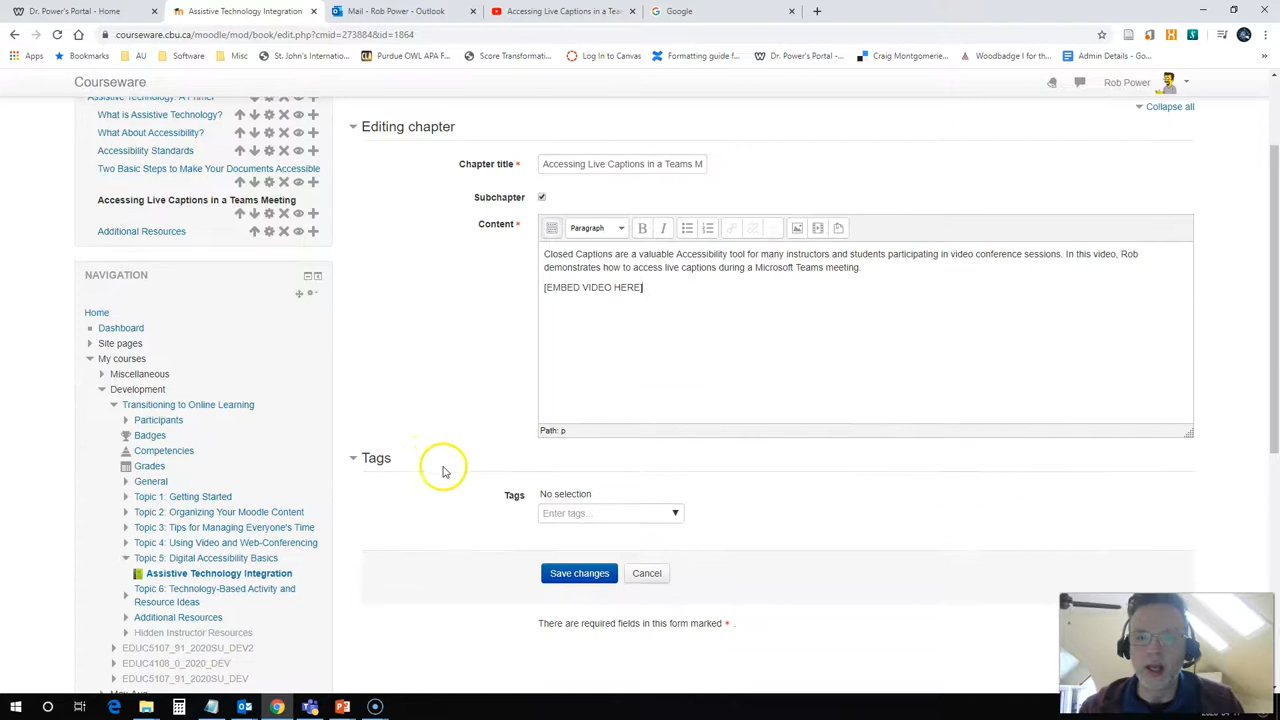 Dr. Power's Portal - Home
Assistive Technology Integration
Mail - Rob Power - Outlook
Accessing Live Captions in a Tea
Google
courseware.cbu.ca/moodle/mod/book/edit.php?cmid=273884&id=1864
Apps
Bookmarks
AU
Software
Misc
St. John's Internatio...
Purdue OWL APA F...
Score Transformati...
Log In to Canvas
Formatting guide f...
Dr. Power's Portal -...
Craig Montgomerie...
Woodbadge I for th...
Admin Details - Go...
Courseware
Rob Power
Collapse all
Assistive Technology: A Primer
What is Assistive Technology?
What About Accessibility?
Accessibility Standards
Two Basic Steps to Make Your Documents Accessible
Accessing Live Captions in a Teams Meeting
Additional Resources
NAVIGATION
Home
Dashboard
Site pages
My courses
Miscellaneous
Development
Transitioning to Online Learning
Participants
Badges
Competencies
Grades
General
Topic 1: Getting Started
Topic 2: Organizing Your Moodle Content
Topic 3: Tips for Managing Everyone's Time
Topic 4: Using Video and Web-Conferencing
Topic 5: Digital Accessibility Basics
Assistive Technology Integration
Topic 6: Technology-Based Activity and
Resource Ideas
Additional Resources
Hidden Instructor Resources
EDUC5107_91_2020SU_DEV2
EDUC4108_0_2020_DEV
EDUC5107_91_2020SU_DEV
Editing chapter
Chapter title
Accessing Live Captions in a Teams M
Subchapter
Content
Paragraph
B I
Closed Captions are a valuable Accessibility tool for many instructors and students participating in video conference sessions. In this video, Rob
demonstrates how to access live captions during a Microsoft Teams meeting.
[EMBED VIDEO HERE]
Path: p
Tags
Tags
No selection
Enter tags...
Save changes
Cancel
There are required fields in this form marked * .